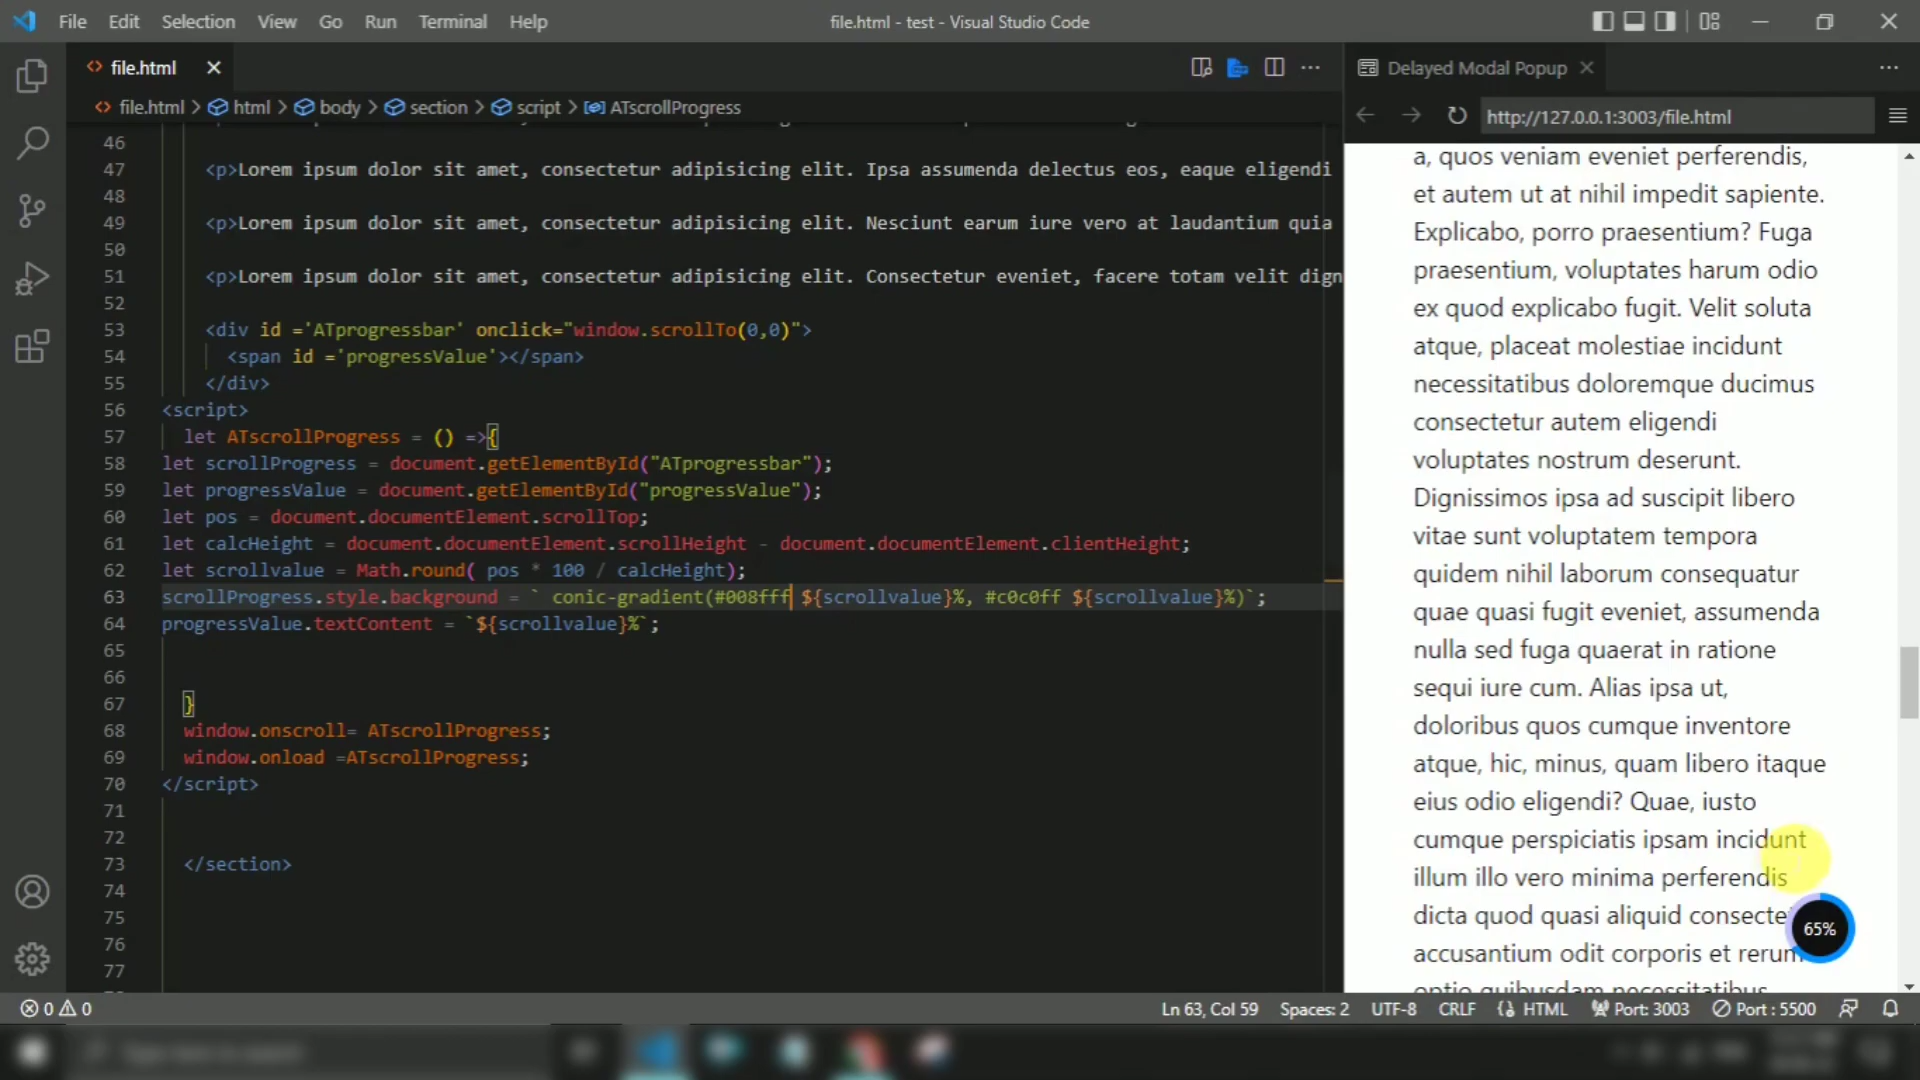 File Edit Selection View Go Run Terminal Help
file.html - test - Visual Studio Code
<> file.html
Delayed Modal Popup
<> file.html > html > body > section > script > ATscrollProgress
http://127.0.0.1:3003/file.html
46
47 <p>Lorem ipsum dolor sit amet, consectetur adipisicing elit. Ipsa assumenda delectus eos, eaque eligendi
48
49 <p>Lorem ipsum dolor sit amet, consectetur adipisicing elit. Nesciunt earum iure vero at laudantium quia
50
51 <p>Lorem ipsum dolor sit amet, consectetur adipisicing elit. Consectetur eveniet, facere totam velit dign
52
53 <div id ='ATprogressbar' onclick="window.scrollTo(0,0)">
54 <span id ='progressValue'></span>
55 </div>
56 <script>
57 let ATscrollProgress = () =>{
58 let scrollProgress = document.getElementById("ATprogressbar");
59 let progressValue = document.getElementById("progressValue");
60 let pos = document.documentElement.scrollTop;
61 let calcHeight = document.documentElement.scrollHeight - document.documentElement.clientHeight;
62 let scrollvalue = Math.round( pos * 100 / calcHeight);
63 scrollProgress.style.background = ` conic-gradient(#008fff ${scrollvalue}%, #c0c0ff ${scrollvalue}%)`;
64 progressValue.textContent = `${scrollvalue}%`;
65
66
67 }
68 window.onscroll= ATscrollProgress;
69 window.onload =ATscrollProgress;
70 </script>
71
72
73 </section>
74
75
76
77
a, quos veniam eveniet perferendis,
et autem ut at nihil impedit sapiente.
Explicabo, porro praesentium? Fuga
praesentium, voluptates harum odio
ex quod explicabo fugit. Velit soluta
atque, placeat molestiae incidunt
necessitatibus doloremque ducimus
consectetur autem eligendi
voluptates nostrum deserunt.
Dignissimos ipsa ad suscipit libero
vitae sunt voluptatem tempora
quidem nihil laborum consequatur
quae quasi fugit eveniet, assumenda
nulla sed fuga quaerat in ratione
sequi iure cum. Alias ipsa ut,
doloribus quos cumque inventore
atque, hic, minus, quam libero itaque
eius odio eligendi? Quae, iusto
cumque perspiciatis ipsam incidunt
illum illo vero minima perferendis
dicta quod quasi aliquid consecte
65%
accusantium odit corporis et rerum
optio quibusdam necessitatibus
0 0
Ln 63, Col 59 Spaces: 2 UTF-8 CRLF HTML Port: 3003 Port : 5500
Type here to search